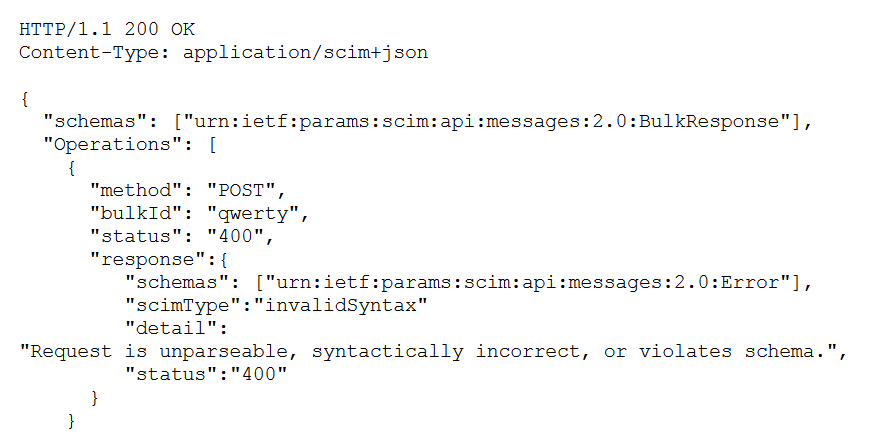 HTTP/1.1 200 OK
Content-Type: application/scim+json

{
  "schemas": ["urn:ietf:params:scim:api:messages:2.0:BulkResponse"],
  "Operations": [
    {
      "method": "POST",
      "bulkId": "qwerty",
      "status": "400",
      "response":{
         "schemas": ["urn:ietf:params:scim:api:messages:2.0:Error"],
         "scimType":"invalidSyntax"
         "detail":
"Request is unparseable, syntactically incorrect, or violates schema.",
         "status":"400"
      }
    }